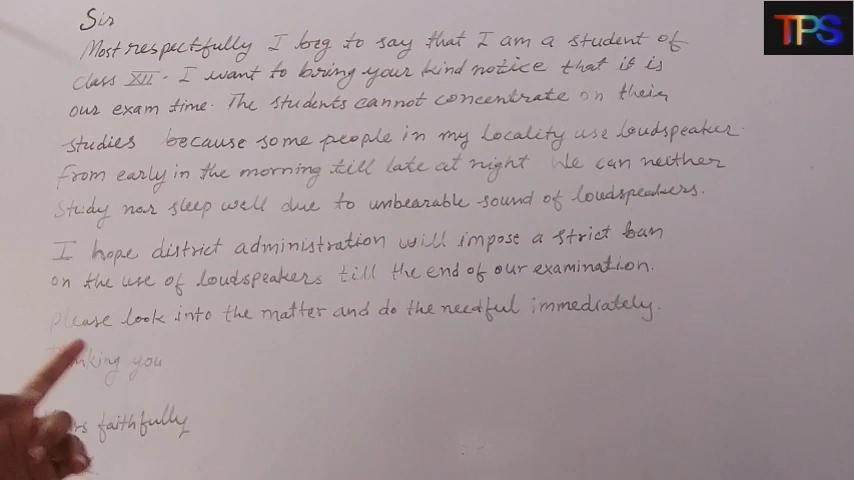 TPS
Sir
Most respectfully I beg to say that I am a student of
class XII. I want to bring your kind notice that it is
our exam time. The students cannot concentrate on their
studies because some people in my locality use loudspeaker
from early in the morning till late at night We can neither
Study nor sleep well due to unbearable sound of loudspeakers.
I hope district administration will impose a strict ban
on the use of loudspeakers till the end of our examination.
please look into the matter and do the needful immediately.
you
faithfully